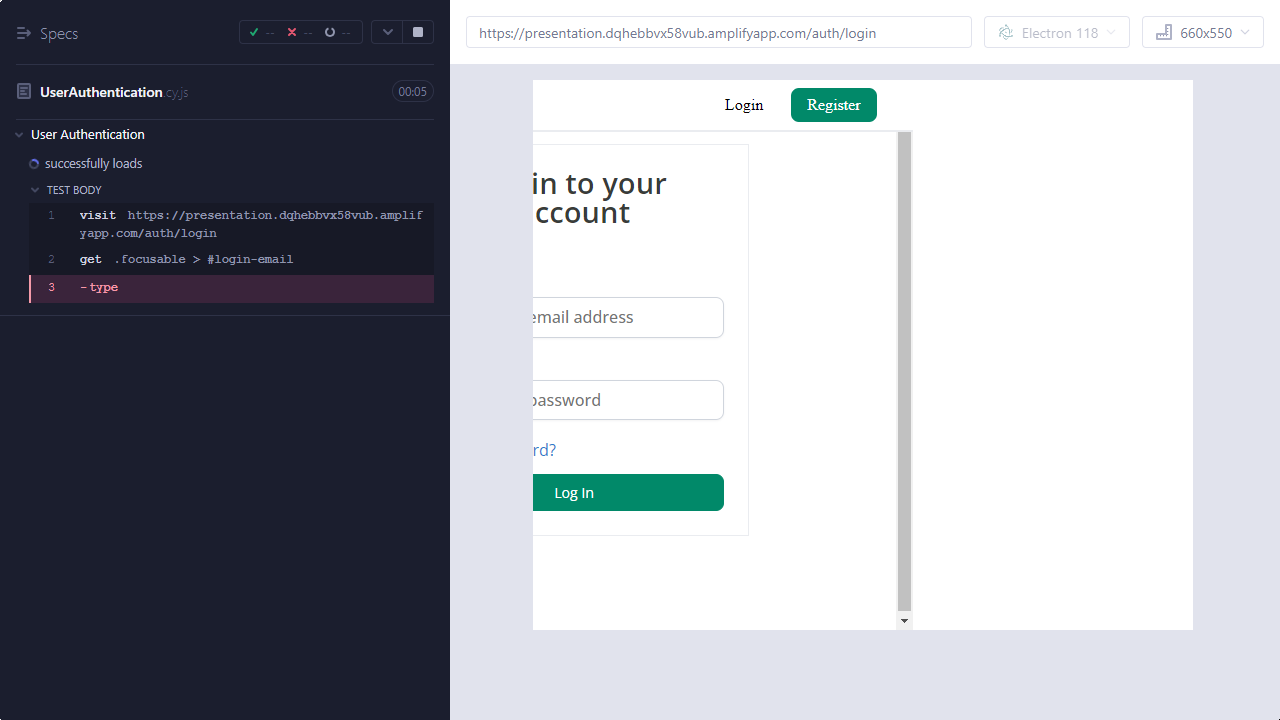 Specs
--
--
--
UserAuthentication.cy.js
00:05
User Authentication
successfully loads
TEST BODY
1 visit https://presentation.dqhebbvx58vub.amplif
yapp.com/auth/login
2 get .focusable > #login-email
3 -type
https://presentation.dqhebbvx58vub.amplifyapp.com/auth/login
Electron 118
660x550
Login
Register
in to your
ccount
email address
password
rd?
Log In